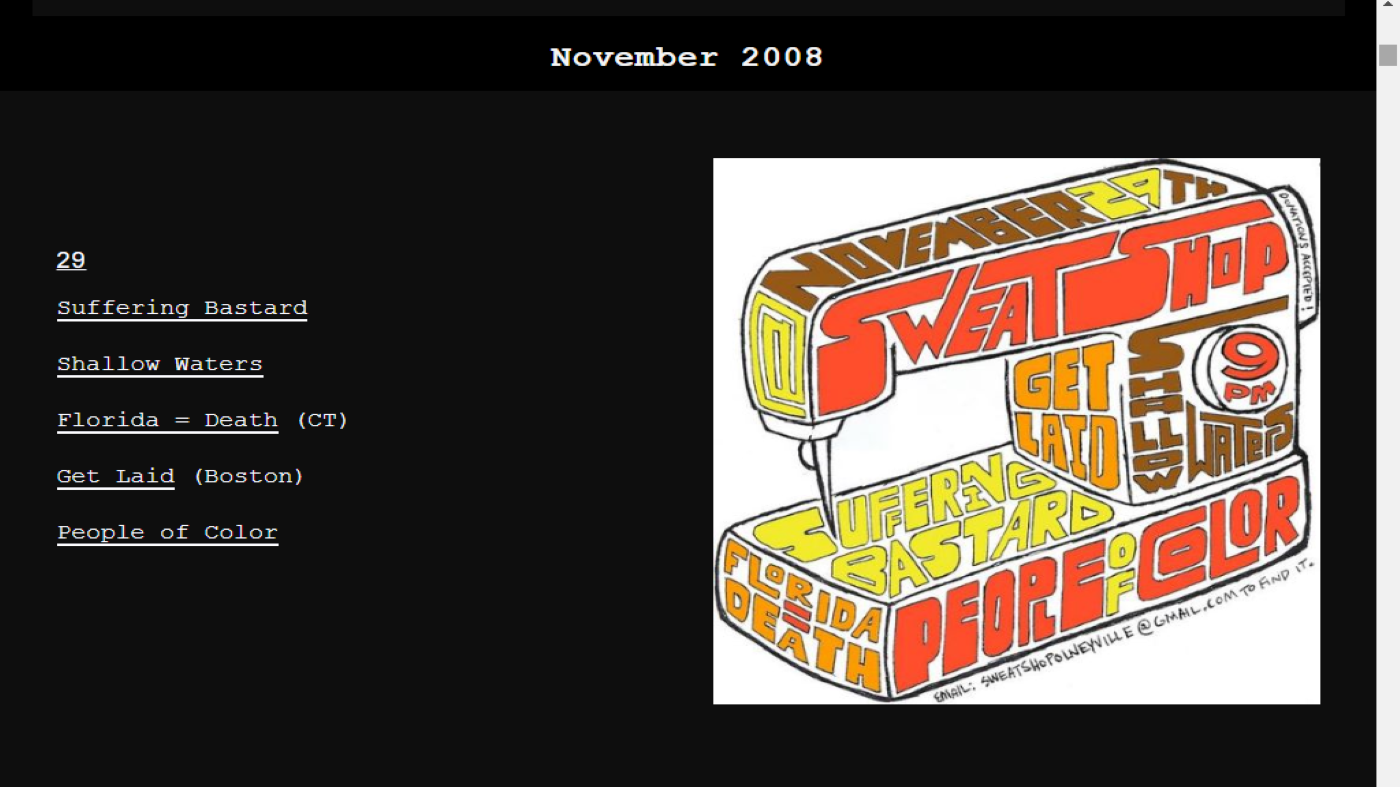 November 2008
29
Suffering Bastard
Shallow Waters
Florida = Death (CT)
Get Laid (Boston)
People of Color
NOVEMBER 29TH
@ SWEATSHOP
DONATIONS ACCEPTED!
9
PM
GET
LAID
SHALLOW
WATERS
SUFFERING
BASTARD
FLORIDA
=
DEATH
PEOPLE OF COLOR
EMAIL: SWEATSHOPOLNEYVILLE@GMAIL.COM TO FIND IT.